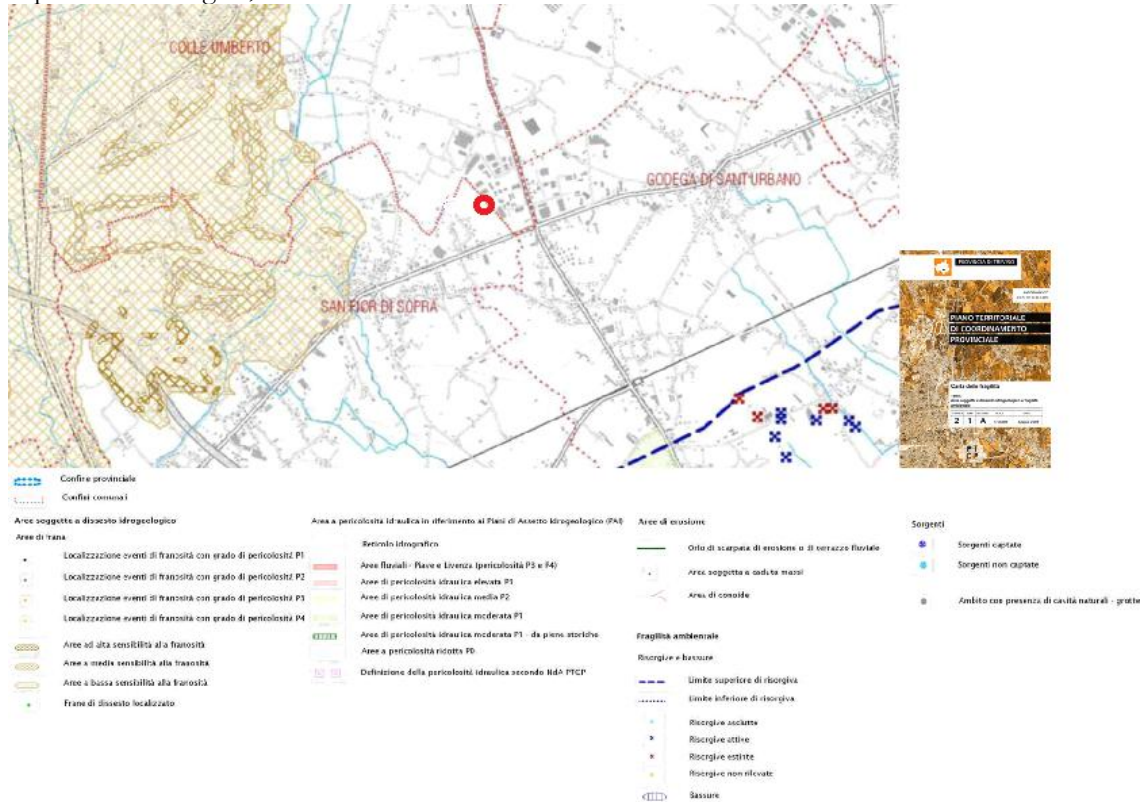 COLLE UMBERTO
GODEGA DI SANT'URBANO
SAN FIOR DI SOPRA
PROVINCIA DI TREVISO
PIANO TERRITORIALE
DI COORDINAMENTO
PROVINCIALE
Carta delle fragilità
2 1 A
Confine provinciale
Confini comunali
Aree soggette a dissesto idrogeologico
Aree di frana
Localizzazione eventi di franosità con grado di pericolosità P1
Localizzazione eventi di franosità con grado di pericolosità P2
Localizzazione eventi di franosità con grado di pericolosità P3
Localizzazione eventi di franosità con grado di pericolosità P4
Aree ad alta sensibilità alla franosità
Aree a media sensibilità alla franosità
Aree a bassa sensibilità alla franosità
Frane di dissesto localizzato
Area a pericolosità idraulica in riferimento ai Piani di Assetto Idrogeologico (PAI)
Reticolo idrografico
Aree fluviali - Piave e Livenza (pericolosità P3 e P4)
Aree di pericolosità idraulica elevata P3
Aree di pericolosità idraulica media P2
Aree di pericolosità idraulica moderata P1
Aree di pericolosità idraulica moderata P1 - da piene storiche
Aree a pericolosità ridotta P0
Definizione della pericolosità idraulica secondo NdA PTCP
Aree di erosione
Orlo di scarpata di erosione o di terrazzo fluviale
Area soggetta a caduta massi
Area di conoide
Fragilità ambientale
Risorgive e bassure
Limite superiore di risorgiva
Limite inferiore di risorgiva
Risorgive asciutte
Risorgive attive
Risorgive estinte
Risorgive non rilevate
Bassure
Sorgenti
Sorgenti captate
Sorgenti non captate
Ambito con presenza di cavità naturali - grotte